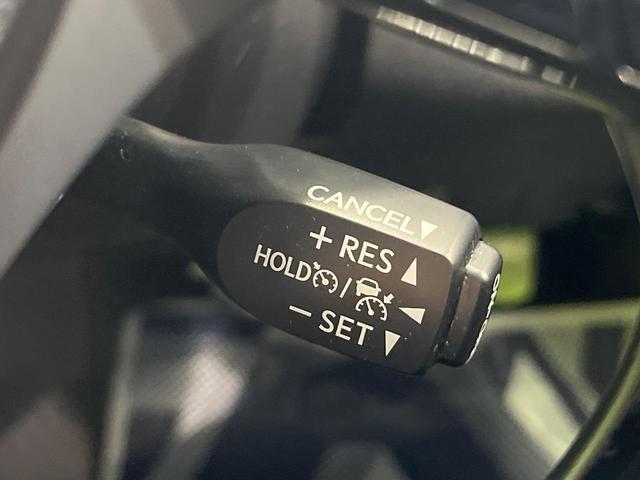 CANCEL▼
+ RES ▲
HOLD / ◀
− SET ▼